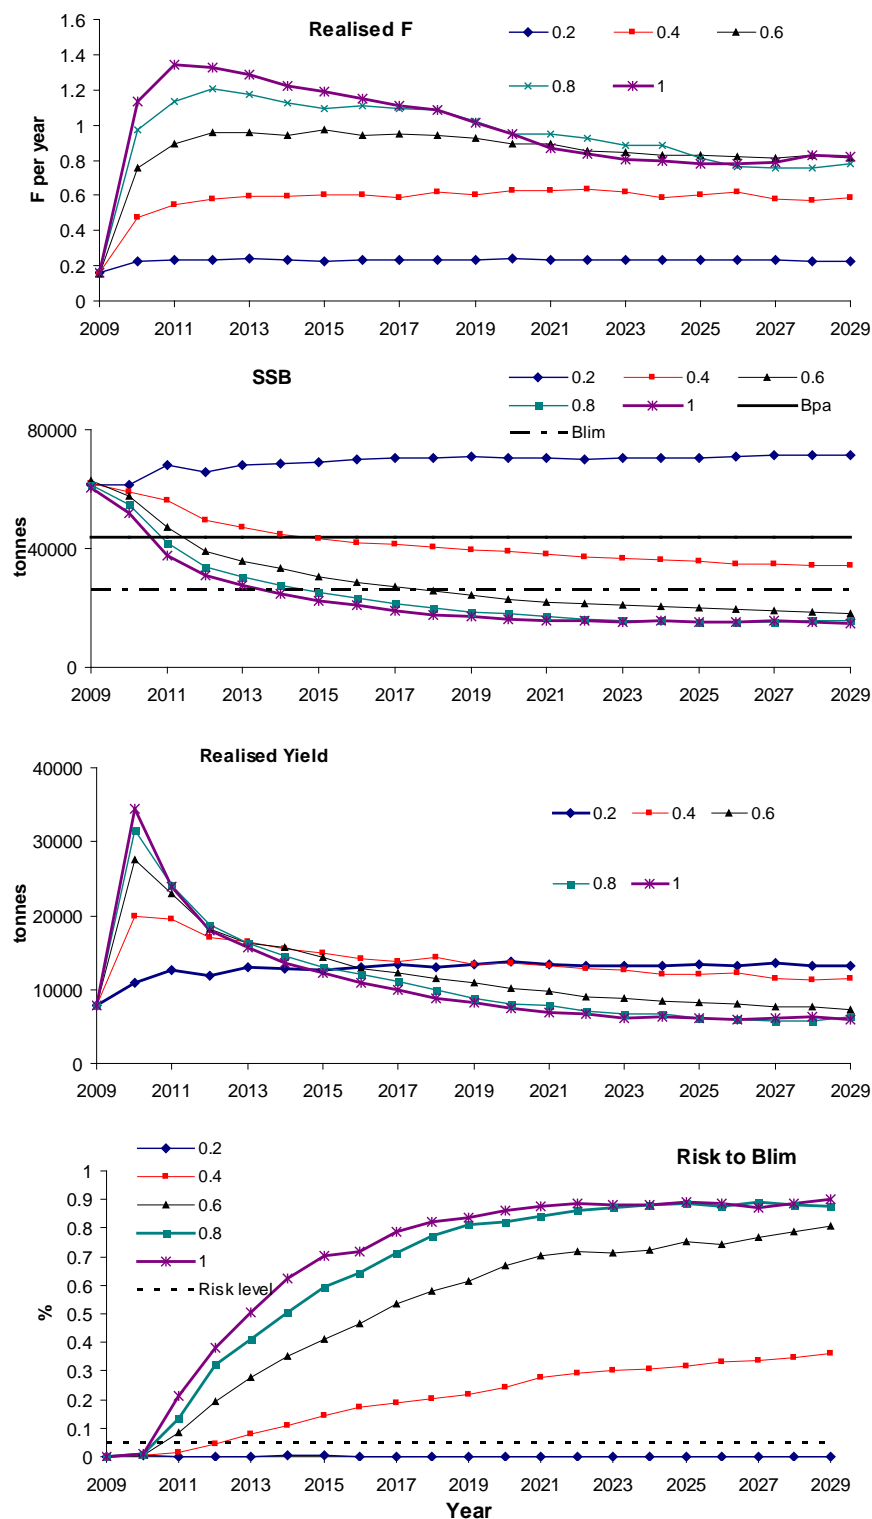 Realised F
0.2 0.4 0.6
0.8 1
F per year
1.6
1.4
1.2
1
0.8
0.6
0.4
0.2
0
2009 2011 2013 2015 2017 2019 2021 2023 2025 2027 2029
SSB
0.2 0.4 0.6
0.8 1 Bpa
Blim
tonnes
80000
40000
0
2009 2011 2013 2015 2017 2019 2021 2023 2025 2027 2029
Realised Yield
0.2 0.4 0.6
0.8 1
tonnes
40000
30000
20000
10000
0
2009 2011 2013 2015 2017 2019 2021 2023 2025 2027 2029
Risk to Blim
0.2
0.4
0.6
0.8
1
Risk level
%
1
0.9
0.8
0.7
0.6
0.5
0.4
0.3
0.2
0.1
0
2009 2011 2013 2015 2017 2019 2021 2023 2025 2027 2029
Year